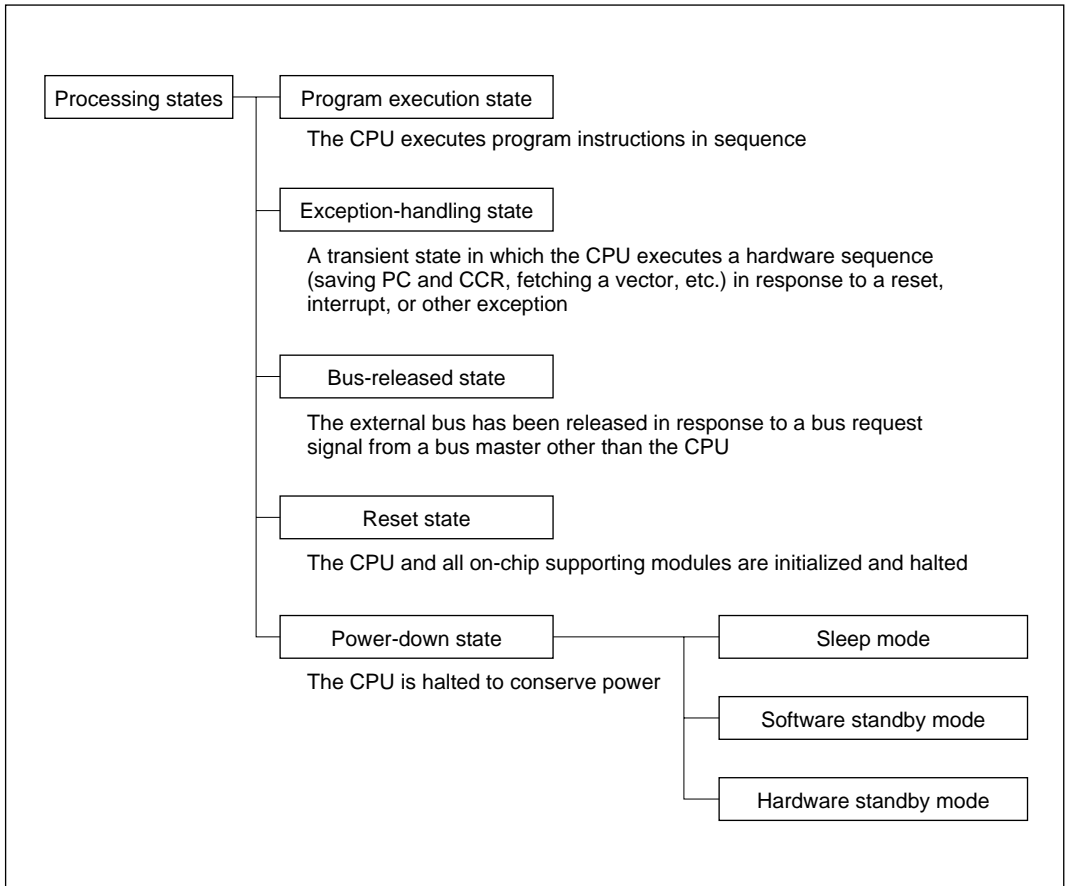 Processing states
Program execution state
The CPU executes program instructions in sequence
Exception-handling state
A transient state in which the CPU executes a hardware sequence
(saving PC and CCR, fetching a vector, etc.) in response to a reset,
interrupt, or other exception
Bus-released state
The external bus has been released in response to a bus request
signal from a bus master other than the CPU
Reset state
The CPU and all on-chip supporting modules are initialized and halted
Power-down state
Sleep mode
The CPU is halted to conserve power
Software standby mode
Hardware standby mode